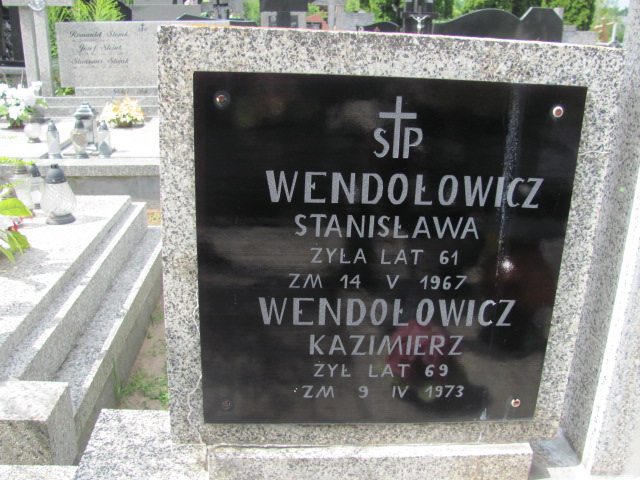 ŚP
WENDOŁOWICZ
STANISŁAWA
ŻYŁA LAT 61
ZM 14 V 1967
WENDOŁOWICZ
KAZIMIERZ
ŻYŁ LAT 69
ZM 9 IV 1973